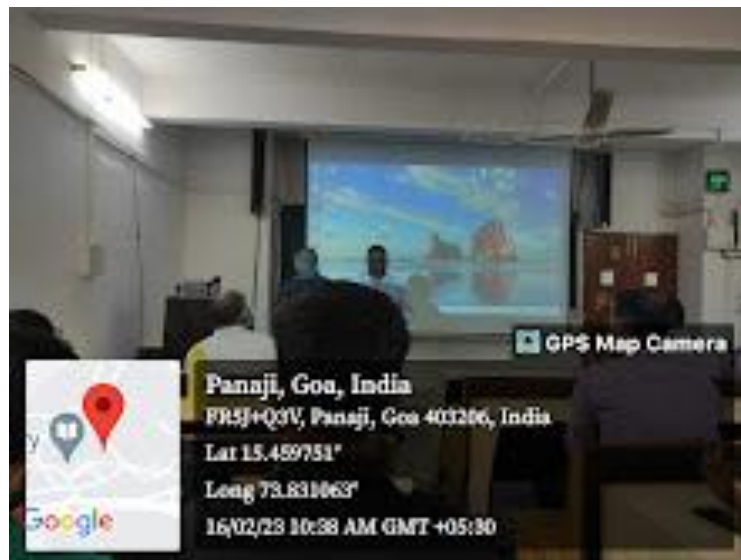 GPS Map Camera
Panaji, Goa, India
FR5J+Q3V, Panaji, Goa 403206, India
Lat 15.459751°
Long 73.831063°
16/02/23 10:38 AM GMT +05:30
Google